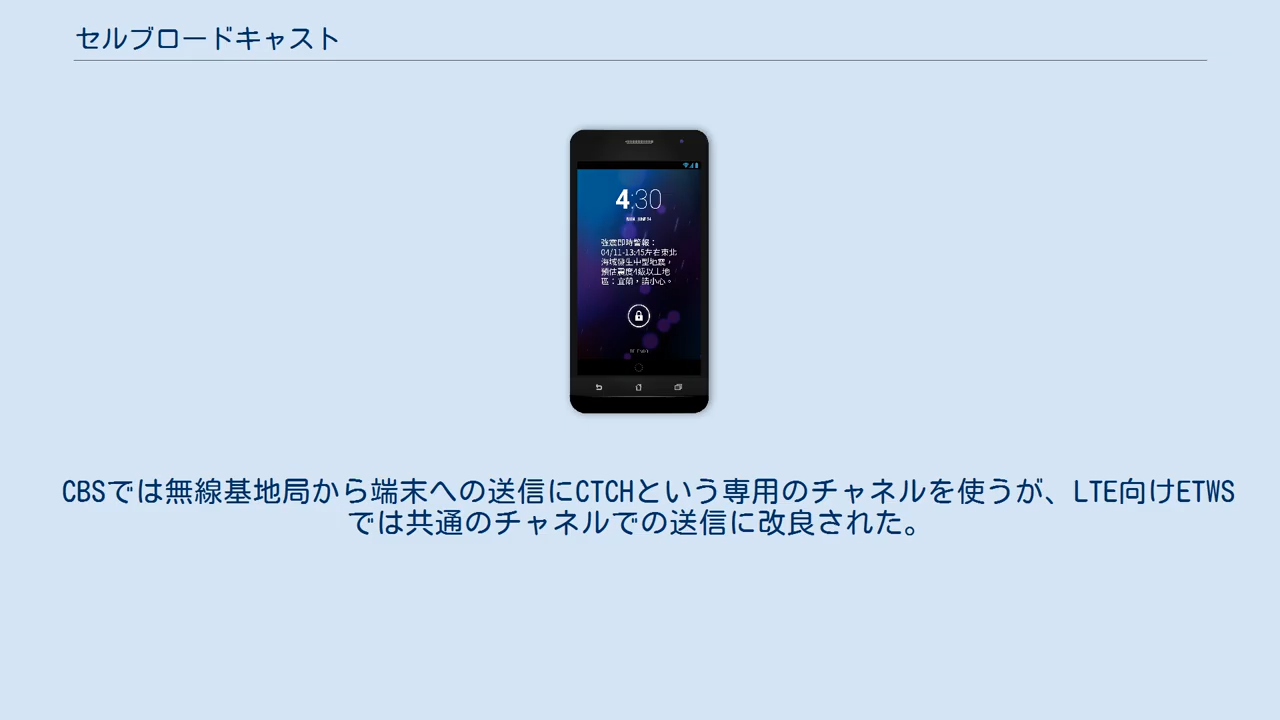 セルブロードキャスト
4:30
強震即時警報：
04/11-13:45左右東北
海域發生中型地震，
預估震度4級以上地
區：宜蘭，請小心。
CBSでは無線基地局から端末への送信にCTCHという専用のチャネルを使うが、LTE向けETWS
では共通のチャネルでの送信に改良された。